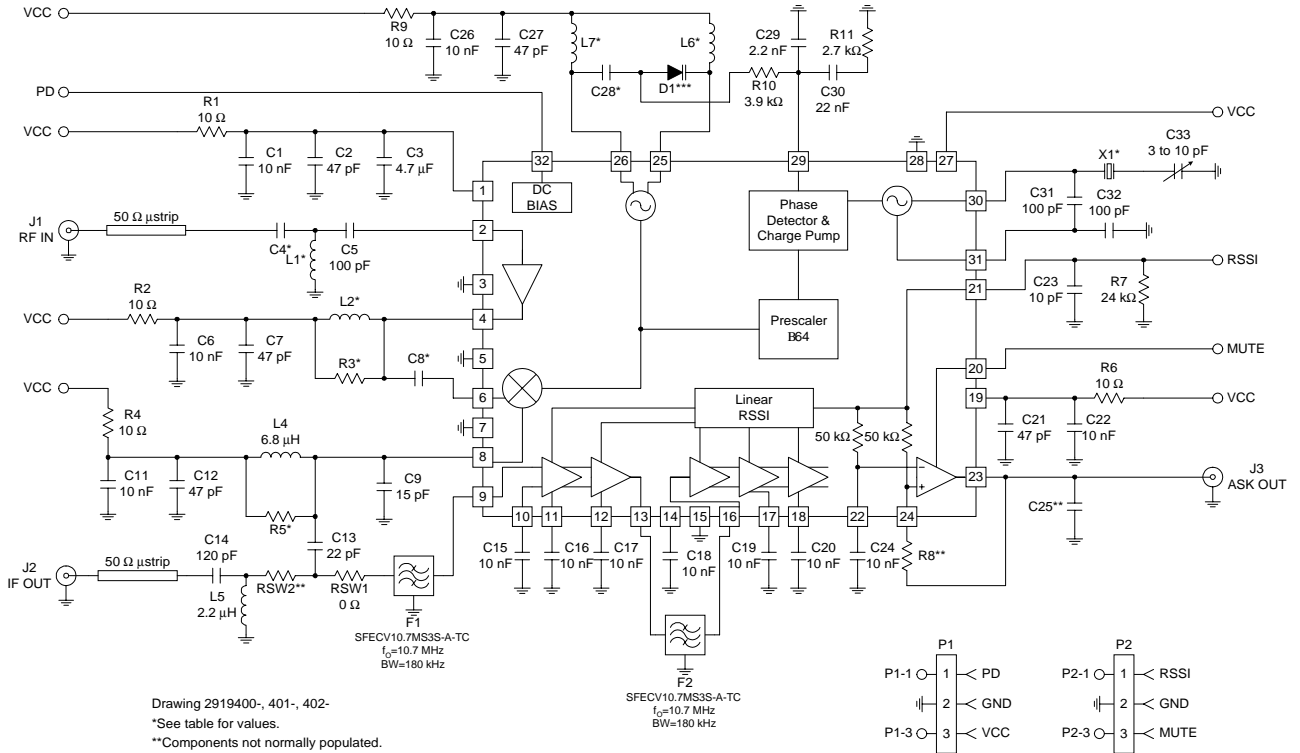 VCC
R9
10 Ω
C26
10 nF
C27
47 pF
L7*
L6*
C28*
D1***
C29
2.2 nF
R11
2.7 kΩ
R10
3.9 kΩ
C30
22 nF
PD
VCC
R1
10 Ω
C1
10 nF
C2
47 pF
C3
4.7 µF
32
26
25
29
28
27
VCC
X1*
C33
3 to 10 pF
1
DC
BIAS
Phase
Detector &
Charge Pump
30
C31
100 pF
C32
100 pF
J1
RF IN
50 Ω µstrip
C4*
L1*
C5
100 pF
2
31
3
21
RSSI
C23
10 pF
R7
24 kΩ
VCC
R2
10 Ω
C6
10 nF
C7
47 pF
L2*
R3*
C8*
4
Prescaler
B64
5
20
MUTE
6
19
R6
10 Ω
VCC
C21
47 pF
C22
10 nF
VCC
R4
10 Ω
7
Linear
RSSI
50 kΩ
50 kΩ
L4
6.8 µH
8
C11
10 nF
C12
47 pF
C9
15 pF
R5*
9
−
+
23
J3
ASK OUT
C25**
10
11
12
13
14
15
16
17
18
22
24
C15
10 nF
C16
10 nF
C17
10 nF
C18
10 nF
C19
10 nF
C20
10 nF
C24
10 nF
R8**
J2
IF OUT
50 Ω µstrip
C14
120 pF
L5
2.2 µH
RSW2**
C13
22 pF
RSW1
0 Ω
F1
SFECV10.7MS3S-A-TC
fO=10.7 MHz
BW=180 kHz
F2
SFECV10.7MS3S-A-TC
fO=10.7 MHz
BW=180 kHz
P1
P1-1
1
PD
2
GND
P1-3
3
VCC
P2
P2-1
1
RSSI
2
GND
P2-3
3
MUTE
Drawing 2919400-, 401-, 402-
*See table for values.
**Components not normally populated.